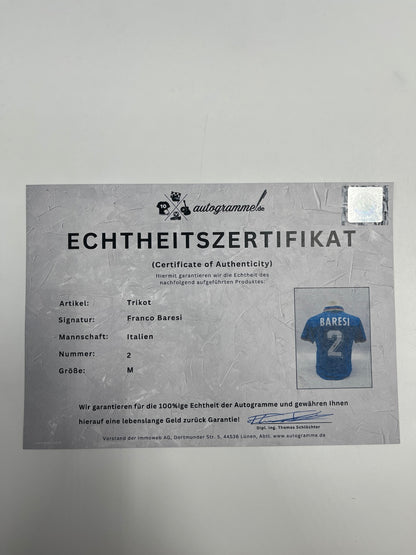 10
autogramme.de
ECHTHEITSZERTIFIKAT
(Certificate of Authenticity)
Hiermit garantieren wir die Echtheit des
nachfolgend aufgeführten Produktes:
Artikel: Trikot
Signatur: Franco Baresi
Mannschaft: Italien
Nummer: 2
Größe: M
BARESI
2
Wir garantieren für die 100%ige Echtheit der Autogramme und gewähren Ihnen
hierauf eine lebenslange Geld zurück Garantie!
Dipl. Ing. Thomas Schlüchter
Vorstand der Immoweb AG, Dortmunder Str. 5, 44536 Lünen, Abtl. www.autogramme.de